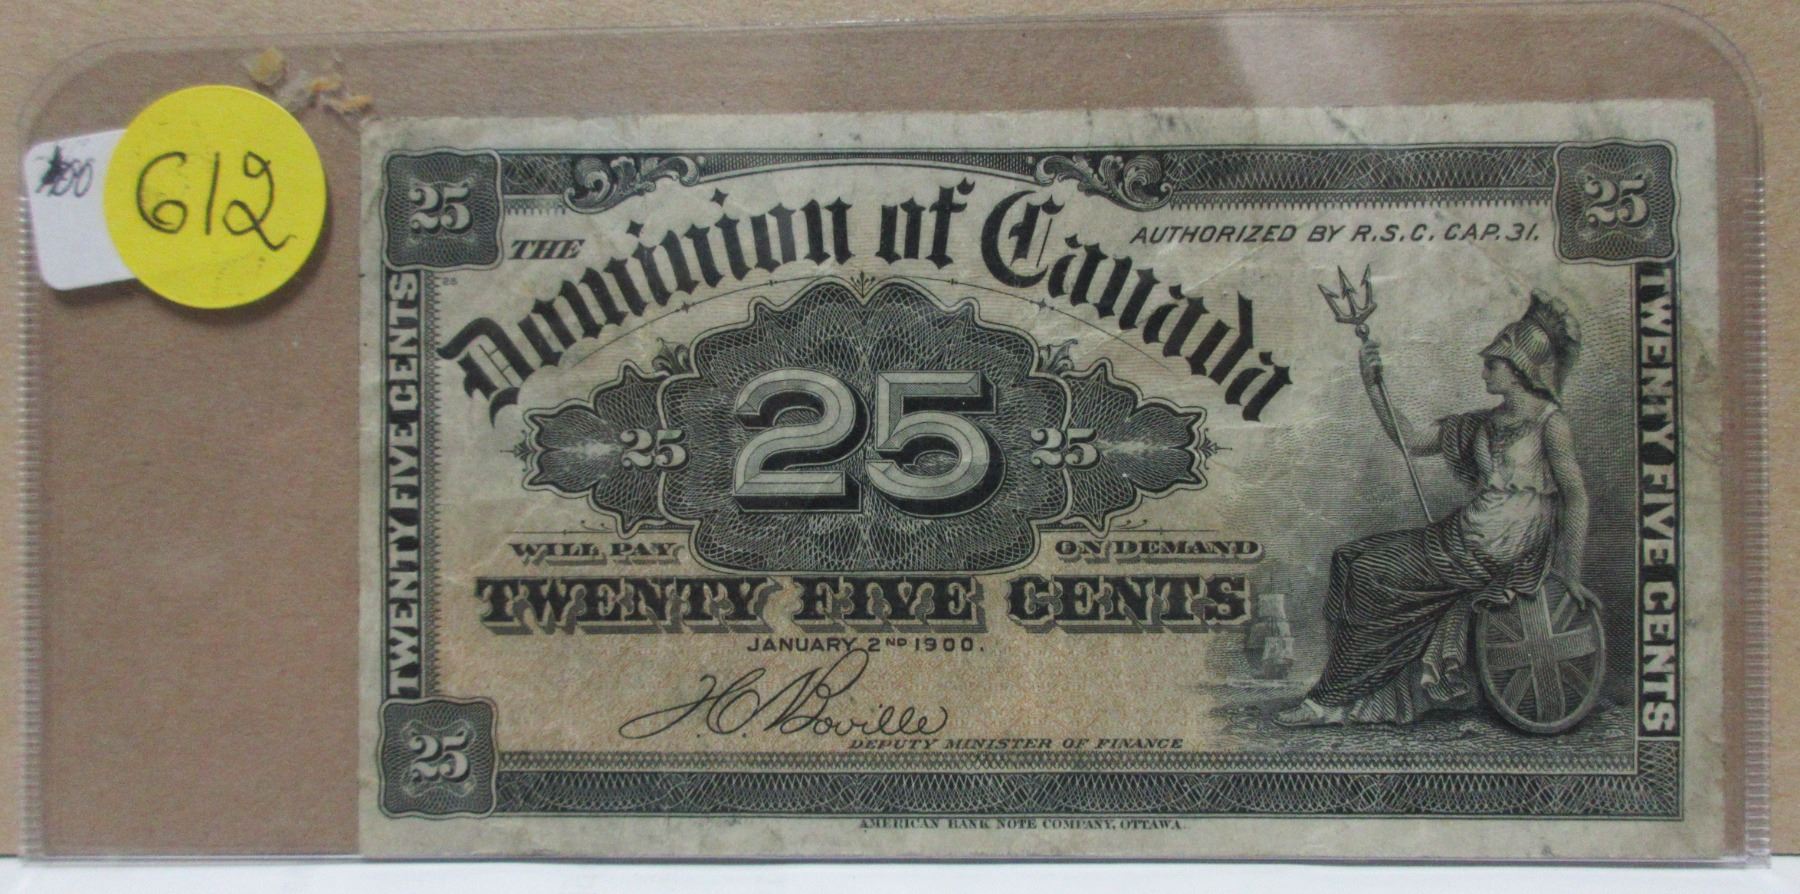 612
25
25
THE
Dominion of Canada
AUTHORIZED BY R.S.C. CAP. 31.
TWENTY FIVE CENTS
TWENTY FIVE CENTS
25
25
25
WILL PAY
ON DEMAND
TWENTY FIVE CENTS
JANUARY 2ND 1900.
H.C. Boville
DEPUTY MINISTER OF FINANCE
25
AMERICAN BANK NOTE COMPANY, OTTAWA.